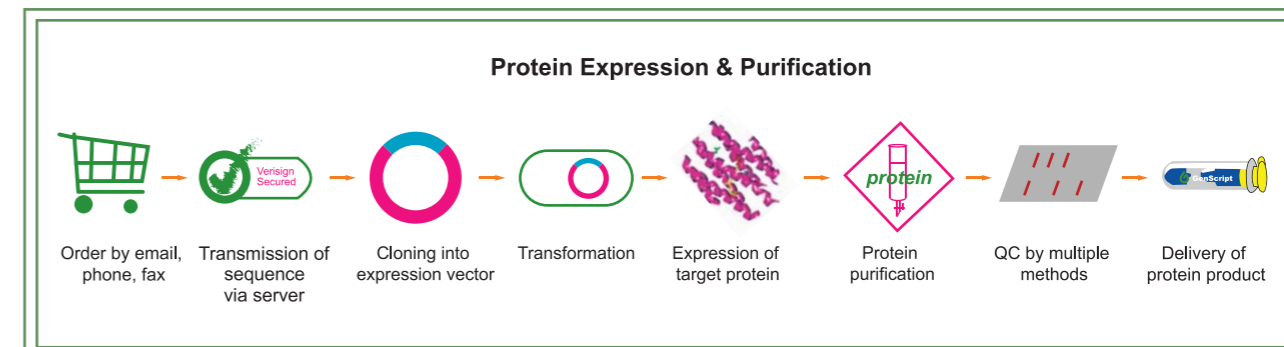 Protein Expression & Purification
Verisign
Secured
protein
GenScript
Order by email,
phone, fax
Transmission of
sequence
via server
Cloning into
expression vector
Transformation
Expression of
target protein
Protein
purification
QC by multiple
methods
Delivery of
protein product